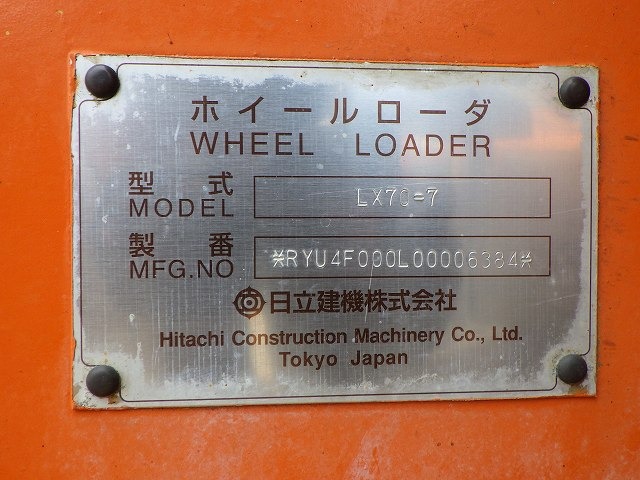 ホイールローダ
WHEEL LOADER
型式 LX70-7
MODEL
製番 *RYU4F000L00006384*
MFG.NO
日立建機株式会社
Hitachi Construction Machinery Co., Ltd.
Tokyo Japan